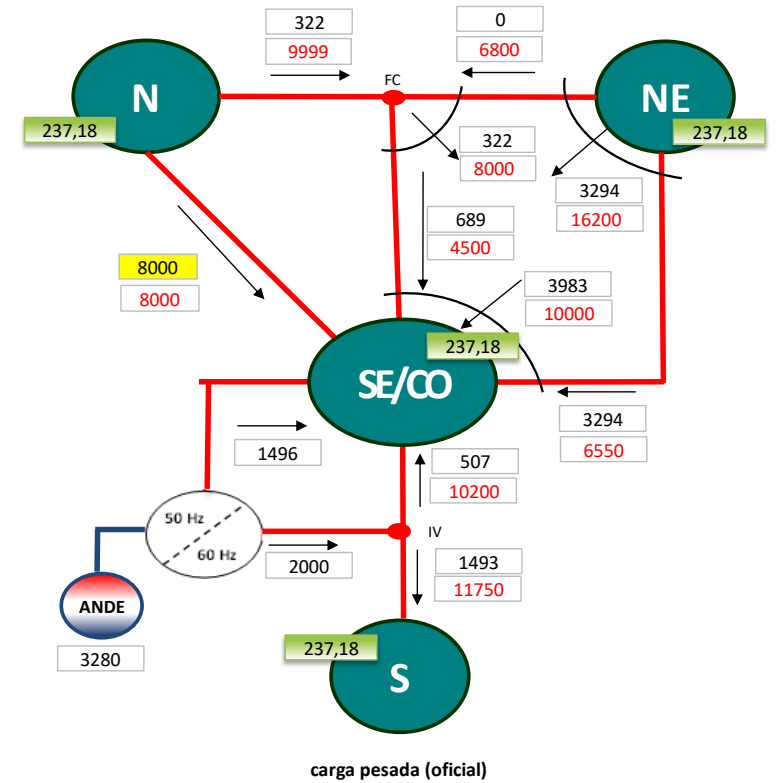 322
9999
0
6800
FC
N
NE
237,18
237,18
322
8000
3294
16200
689
4500
8000
8000
3983
10000
237,18
SE/CO
3294
6550
1496
507
10200
50 Hz
60 Hz
IV
2000
1493
11750
ANDE
3280
237,18
S
carga pesada (oficial)